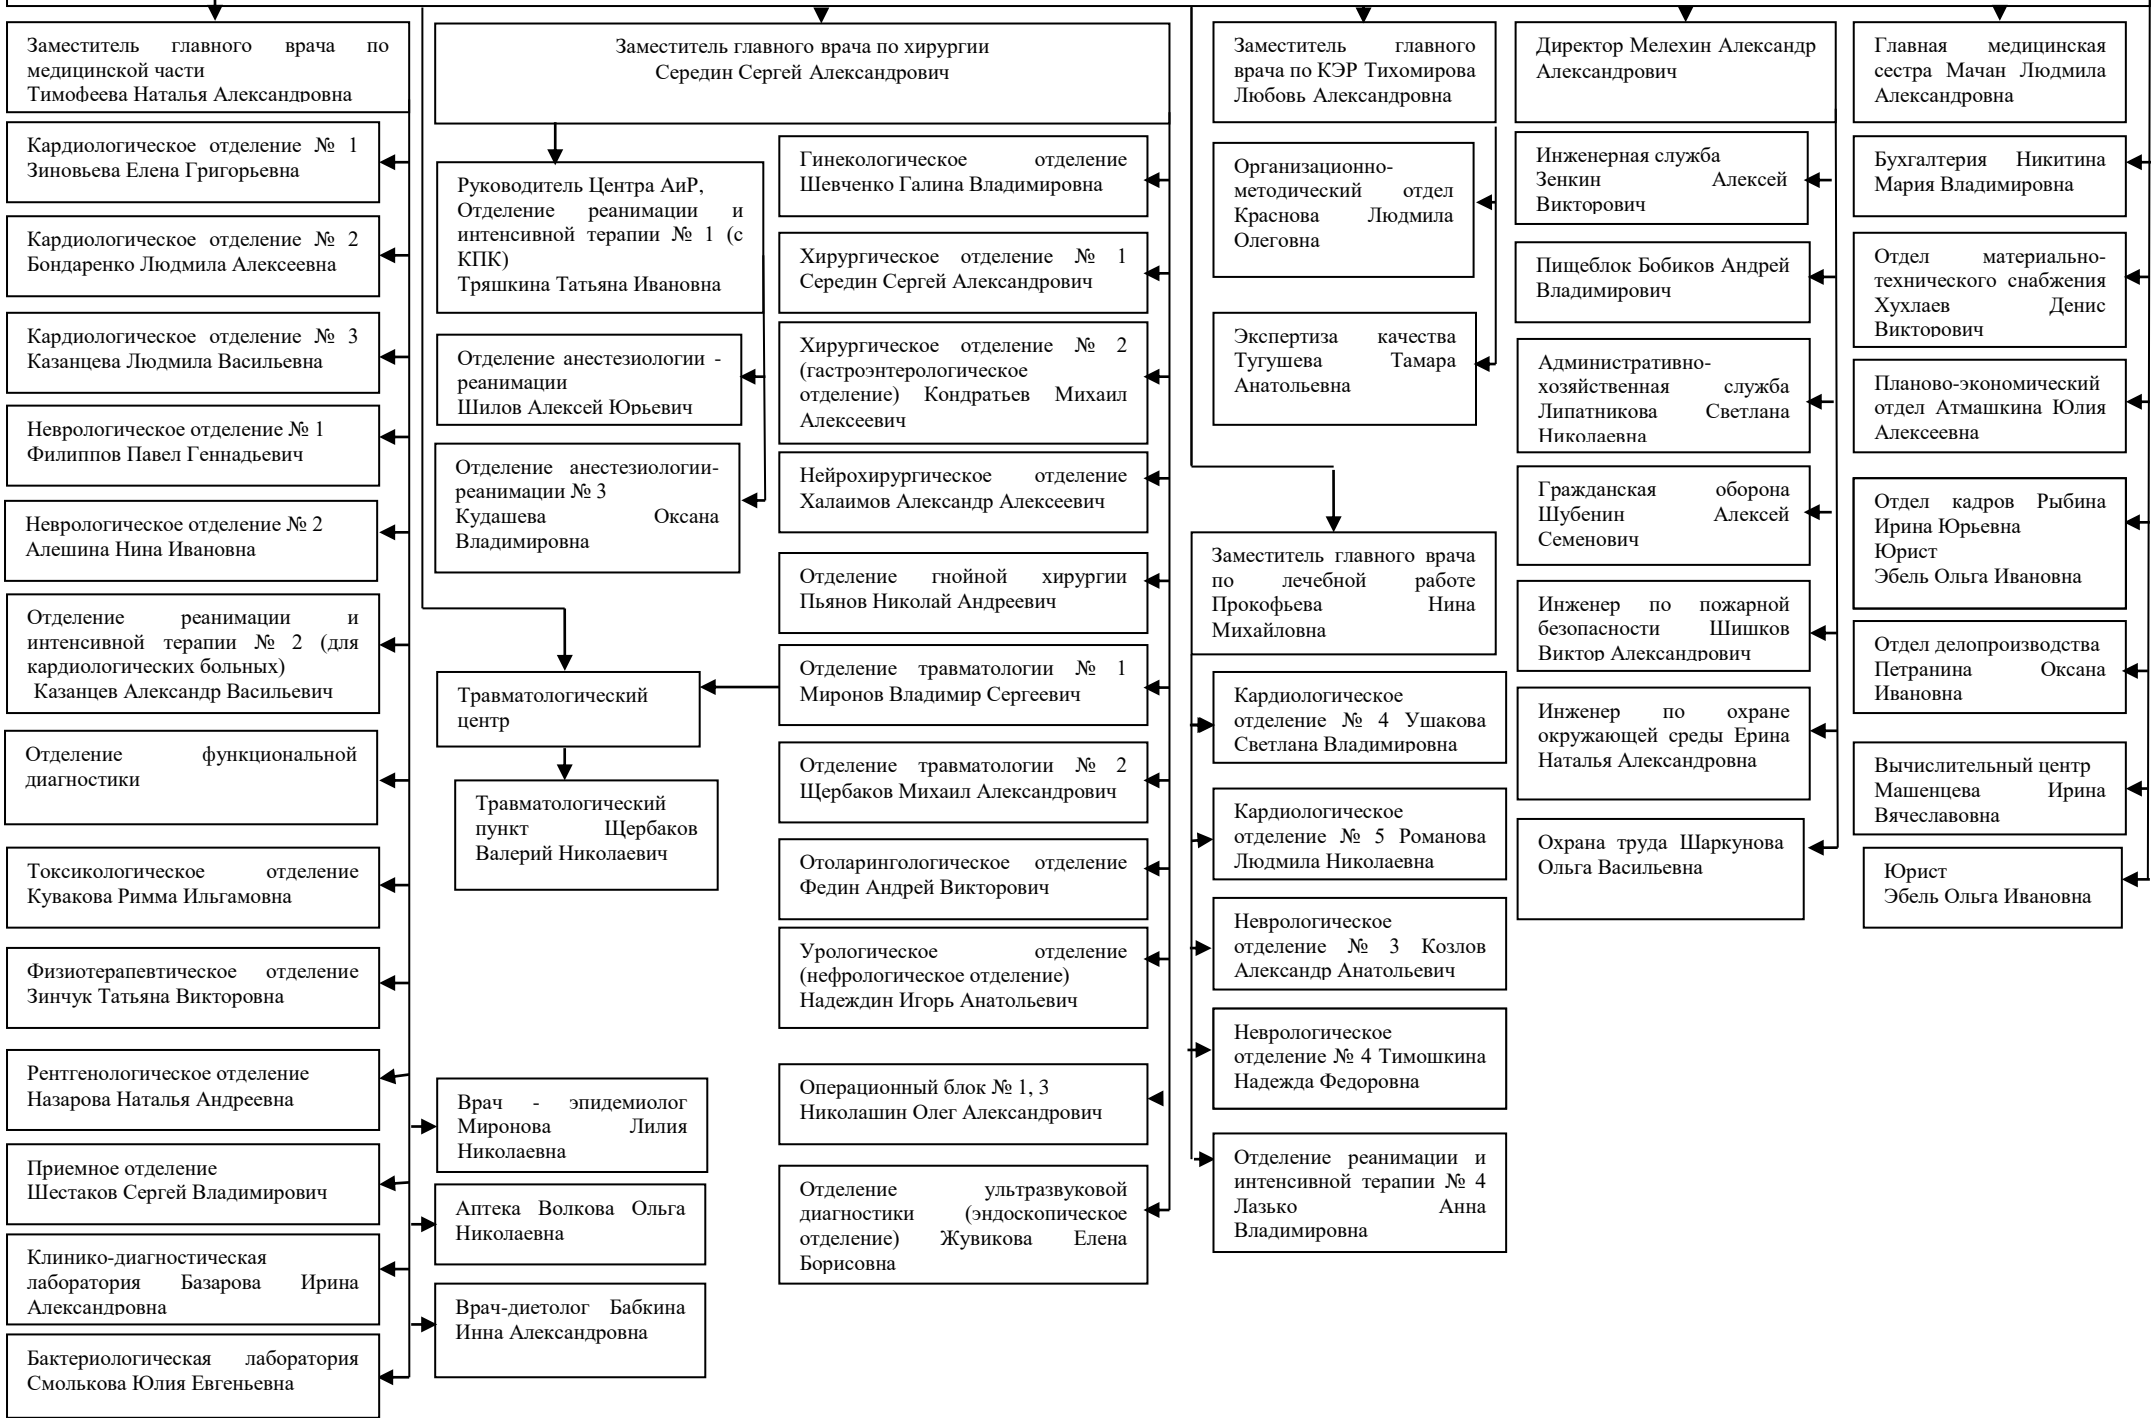 Заместитель главного врача по
медицинской части
Тимофеева Наталья Александровна
Кардиологическое отделение № 1
Зиновьева Елена Григорьевна
Кардиологическое отделение № 2
Бондаренко Людмила Алексеевна
Кардиологическое отделение № 3
Казанцева Людмила Васильевна
Неврологическое отделение № 1
Филиппов Павел Геннадьевич
Неврологическое отделение № 2
Алешина Нина Ивановна
Отделение реанимации и
интенсивной терапии № 2 (для
кардиологических больных)
Казанцев Александр Васильевич
Отделение функциональной
диагностики
Токсикологическое отделение
Кувакова Римма Ильгамовна
Физиотерапевтическое отделение
Зинчук Татьяна Викторовна
Рентгенологическое отделение
Назарова Наталья Андреевна
Приемное отделение
Шестаков Сергей Владимирович
Клинико-диагностическая
лаборатория Базарова Ирина
Александровна
Бактериологическая лаборатория
Смолькова Юлия Евгеньевна
Заместитель главного врача по хирургии
Середин Сергей Александрович
Руководитель Центра АиР,
Отделение реанимации и
интенсивной терапии № 1 (с
КПК)
Тряшкина Татьяна Ивановна
Отделение анестезиологии -
реанимации
Шилов Алексей Юрьевич
Отделение анестезиологии-
реанимации № 3
Кудашева Оксана
Владимировна
Травматологический
центр
Травматологический
пункт Щербаков
Валерий Николаевич
Врач - эпидемиолог
Миронова Лилия
Николаевна
Аптека Волкова Ольга
Николаевна
Врач-диетолог Бабкина
Инна Александровна
Гинекологическое отделение
Шевченко Галина Владимировна
Хирургическое отделение № 1
Середин Сергей Александрович
Хирургическое отделение № 2
(гастроэнтерологическое
отделение) Кондратьев Михаил
Алексеевич
Нейрохирургическое отделение
Халаимов Александр Алексеевич
Отделение гнойной хирургии
Пьянов Николай Андреевич
Отделение травматологии № 1
Миронов Владимир Сергеевич
Отделение травматологии № 2
Щербаков Михаил Александрович
Отоларингологическое отделение
Федин Андрей Викторович
Урологическое отделение
(нефрологическое отделение)
Надеждин Игорь Анатольевич
Операционный блок № 1, 3
Николашин Олег Александрович
Отделение ультразвуковой
диагностики (эндоскопическое
отделение) Жувикова Елена
Борисовна
Заместитель главного
врача по КЭР Тихомирова
Любовь Александровна
Организационно-
методический отдел
Краснова Людмила
Олеговна
Экспертиза качества
Тугушева Тамара
Анатольевна
Заместитель главного врача
по лечебной работе
Прокофьева Нина
Михайловна
Кардиологическое
отделение № 4 Ушакова
Светлана Владимировна
Кардиологическое
отделение № 5 Романова
Людмила Николаевна
Неврологическое
отделение № 3 Козлов
Александр Анатольевич
Неврологическое
отделение № 4 Тимошкина
Надежда Федоровна
Отделение реанимации и
интенсивной терапии № 4
Лазько Анна
Владимировна
Директор Мелехин Александр
Александрович
Инженерная служба
Зенкин Алексей
Викторович
Пищеблок Бобиков Андрей
Владимирович
Административно-
хозяйственная служба
Липатникова Светлана
Николаевна
Гражданская оборона
Шубенин Алексей
Семенович
Инженер по пожарной
безопасности Шишков
Виктор Александрович
Инженер по охране
окружающей среды Ерина
Наталья Александровна
Охрана труда Шаркунова
Ольга Васильевна
Главная медицинская
сестра Мачан Людмила
Александровна
Бухгалтерия Никитина
Мария Владимировна
Отдел материально-
технического снабжения
Хухлаев Денис
Викторович
Планово-экономический
отдел Атмашкина Юлия
Алексеевна
Отдел кадров Рыбина
Ирина Юрьевна
Юрист
Эбель Ольга Ивановна
Отдел делопроизводства
Петранина Оксана
Ивановна
Вычислительный центр
Машенцева Ирина
Вячеславовна
Юрист
Эбель Ольга Ивановна